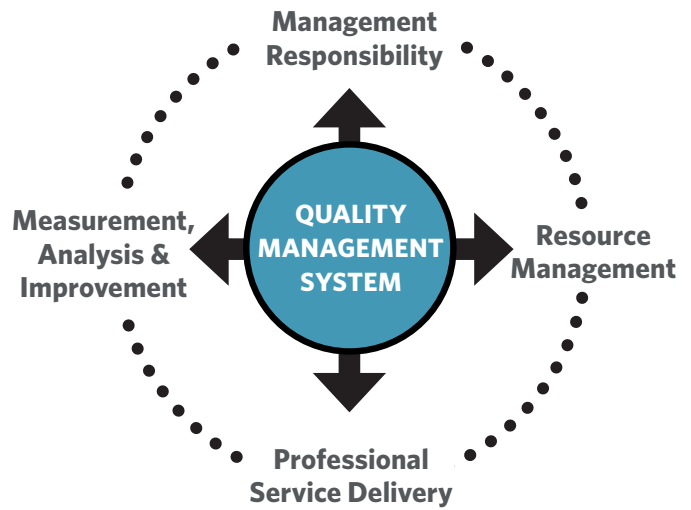 Management
Responsibility
Measurement,
Analysis &
Improvement
QUALITY
MANAGEMENT
SYSTEM
Resource
Management
Professional
Service Delivery